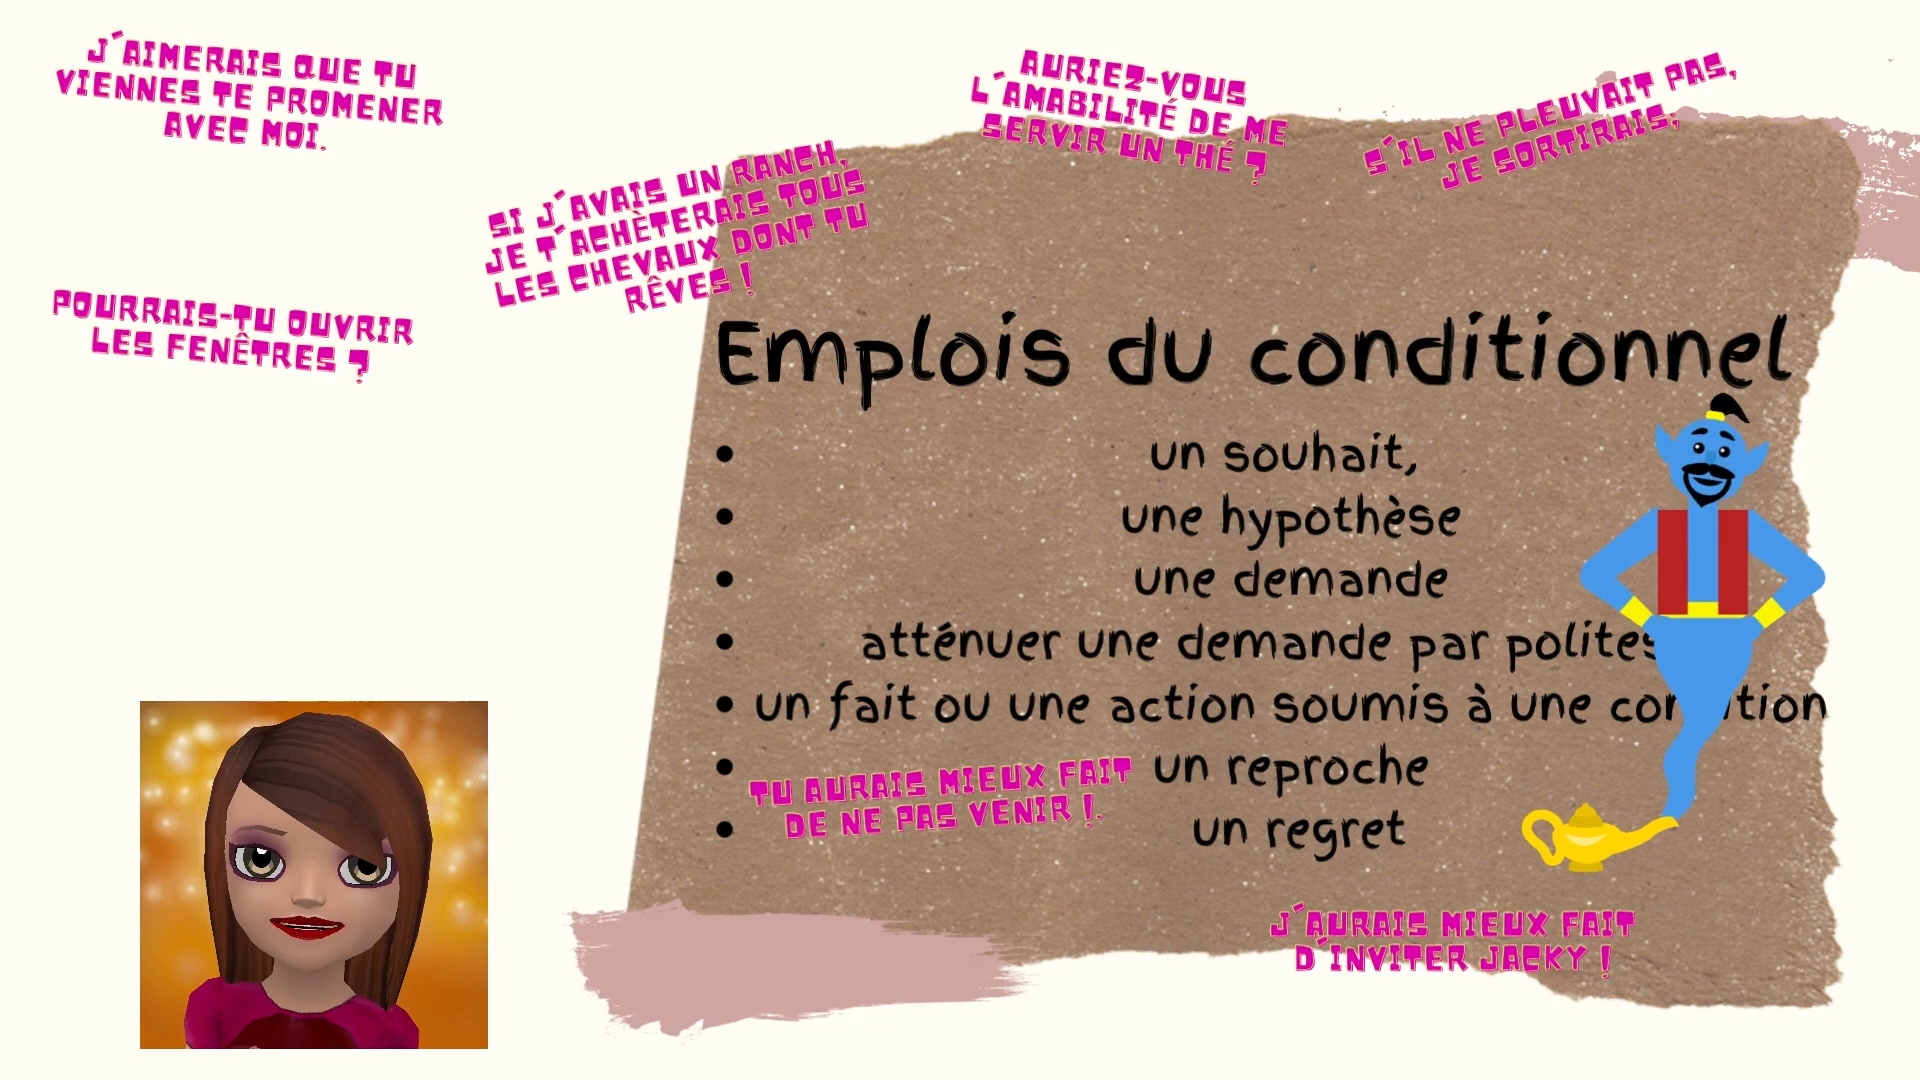 J´AIMERAIS QUE TU
VIENNES TE PROMENER
AVEC MOI.
POURRAIS-TU OUVRIR
LES FENÊTRES ?
SI J´AVAIS UN RANCH,
JE T´ACHÈTERAIS TOUS
LES CHEVAUX DONT TU
RÊVES !
AURIEZ-VOUS
L´AMABILITÉ DE ME
SERVIR UN THÉ ?
S´IL NE PLEUVAIT PAS,
JE SORTIRAIS;
Emplois du conditionnel
• un souhait,
• une hypothèse
• une demande
• atténuer une demande par polites
• un fait ou une action soumis à une condition
• un reproche
• un regret
TU AURAIS MIEUX FAIT
DE NE PAS VENIR !.
J´AURAIS MIEUX FAIT
D´INVITER JACKY !